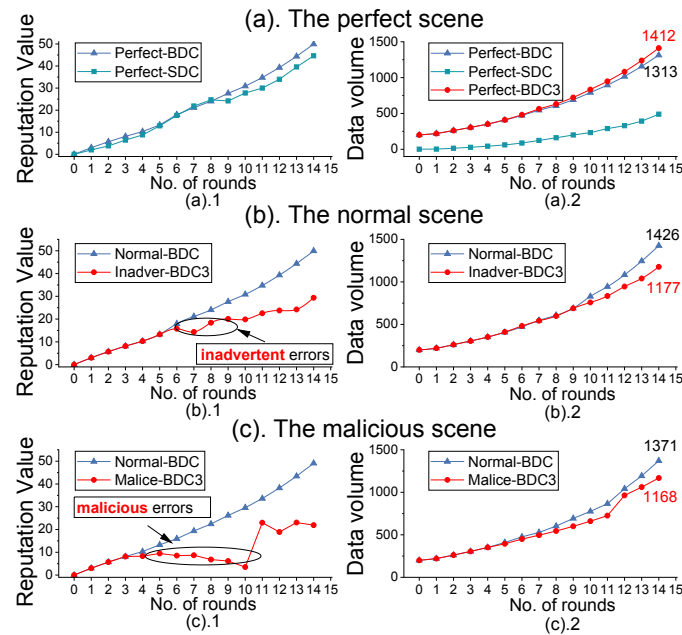 (a). The perfect scene
Reputation Value
50
40
30
20
10
0
Perfect-BDC
Perfect-SDC
0 1 2 3 4 5 6 7 8 9 10 11 12 13 14 15
No. of rounds
(a).1
Data volume
1500
1000
500
0
Perfect-BDC
Perfect-SDC
Perfect-BDC3
1412
1313
0 1 2 3 4 5 6 7 8 9 10 11 12 13 14 15
No. of rounds
(a).2
(b). The normal scene
Reputation Value
50
40
30
20
10
0
Normal-BDC
Inadver-BDC3
inadvertent errors
0 1 2 3 4 5 6 7 8 9 10 11 12 13 14 15
No. of rounds
(b).1
Data volume
1500
1000
500
0
Normal-BDC
Inadver-BDC3
1426
1177
0 1 2 3 4 5 6 7 8 9 10 11 12 13 14 15
No. of rounds
(b).2
(c). The malicious scene
Reputation Value
50
40
30
20
10
0
Normal-BDC
Malice-BDC3
malicious errors
0 1 2 3 4 5 6 7 8 9 10 11 12 13 14 15
No. of rounds
(c).1
Data volume
1500
1000
500
0
Normal-BDC
Malice-BDC3
1371
1168
0 1 2 3 4 5 6 7 8 9 10 11 12 13 14 15
No. of rounds
(c).2